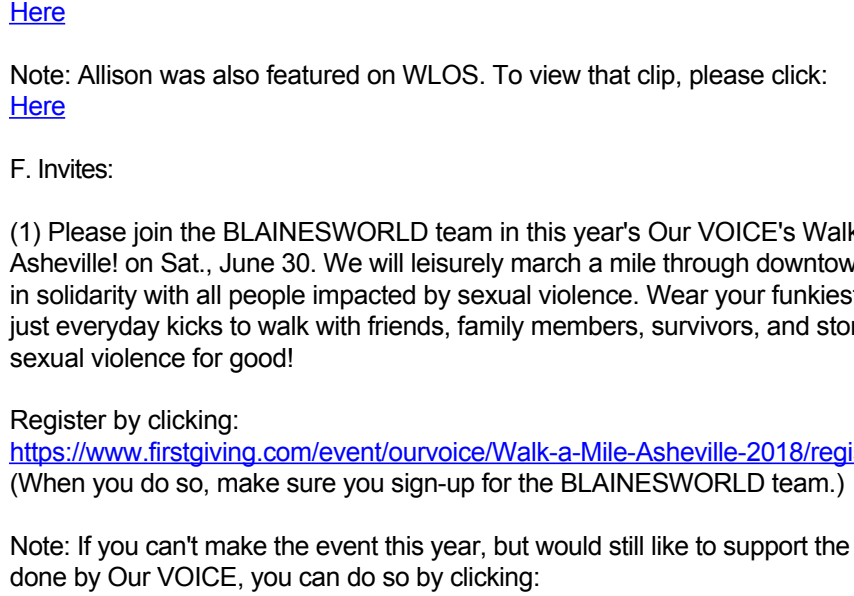 Here
Note: Allison was also featured on WLOS. To view that clip, please click:
Here
F. Invites:
(1) Please join the BLAINESWORLD team in this year's Our VOICE's Walk
Asheville! on Sat., June 30. We will leisurely march a mile through downtow
in solidarity with all people impacted by sexual violence. Wear your funkies
just everyday kicks to walk with friends, family members, survivors, and
sexual violence for good!
Register by clicking:
https://www.firstgiving.com/event/ourvoice/Walk-a-Mile-Asheville-2018/regi
(When you do so, make sure you sign-up for the BLAINESWORLD team.)
Note: If you can't make the event this year, but would still like to support the
done by Our VOICE, you can do so by clicking: